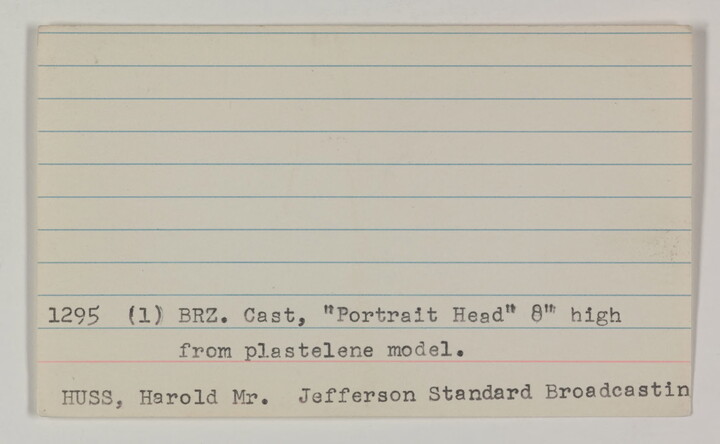 1295 (1) BRZ. Cast, "Portrait Head" 8" high
from plastelene model.
HUSS, Harold Mr. Jefferson Standard Broadcastin